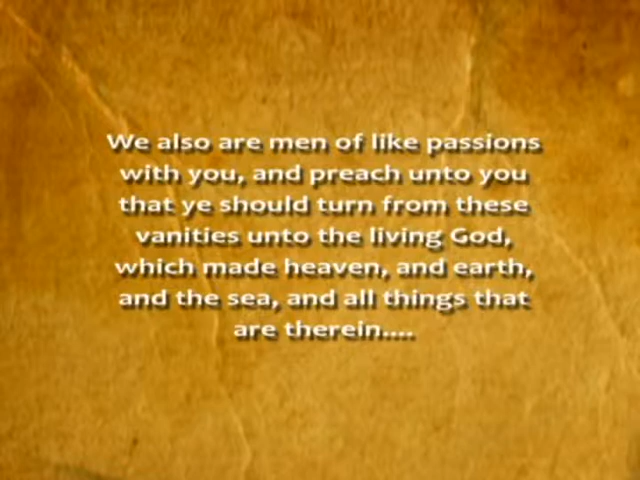 We also are men of like passions
with you, and preach unto you
that ye should turn from these
vanities unto the living God,
which made heaven, and earth,
and the sea, and all things that
are therein....